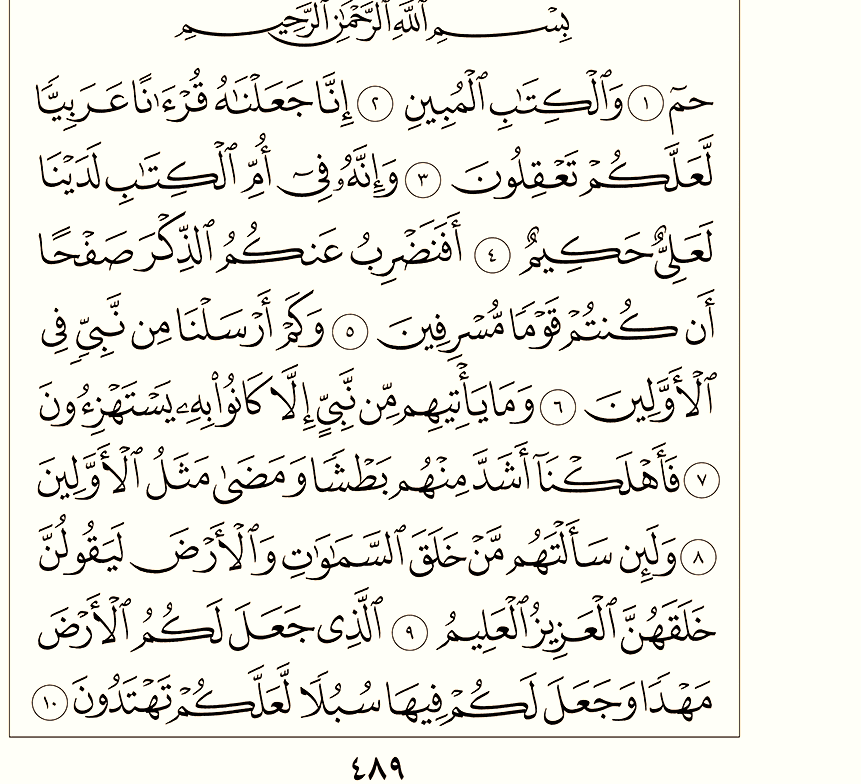 بِسْمِ ٱللَّهِ ٱلرَّحْمَٰنِ ٱلرَّحِيمِ
حمٓ ١ وَٱلْكِتَٰبِ ٱلْمُبِينِ ٢ إِنَّا جَعَلْنَٰهُ قُرْءَٰنًا عَرَبِيًّا
لَّعَلَّكُمْ تَعْقِلُونَ ٣ وَإِنَّهُۥ فِىٓ أُمِّ ٱلْكِتَٰبِ لَدَيْنَا
لَعَلِىٌّ حَكِيمٌ ٤ أَفَنَضْرِبُ عَنكُمُ ٱلذِّكْرَ صَفْحًا
أَن كُنتُمْ قَوْمًا مُّسْرِفِينَ ٥ وَكَمْ أَرْسَلْنَا مِن نَّبِىٍّ فِى
ٱلْأَوَّلِينَ ٦ وَمَا يَأْتِيهِم مِّن نَّبِىٍّ إِلَّا كَانُوا۟ بِهِۦ يَسْتَهْزِءُونَ
٧ فَأَهْلَكْنَآ أَشَدَّ مِنْهُم بَطْشًا وَمَضَىٰ مَثَلُ ٱلْأَوَّلِينَ
٨ وَلَئِن سَأَلْتَهُم مَّنْ خَلَقَ ٱلسَّمَٰوَٰتِ وَٱلْأَرْضَ لَيَقُولُنَّ
خَلَقَهُنَّ ٱلْعَزِيزُ ٱلْعَلِيمُ ٩ ٱلَّذِى جَعَلَ لَكُمُ ٱلْأَرْضَ
مَهْدًا وَجَعَلَ لَكُمْ فِيهَا سُبُلًا لَّعَلَّكُمْ تَهْتَدُونَ ١٠
٤٨٩